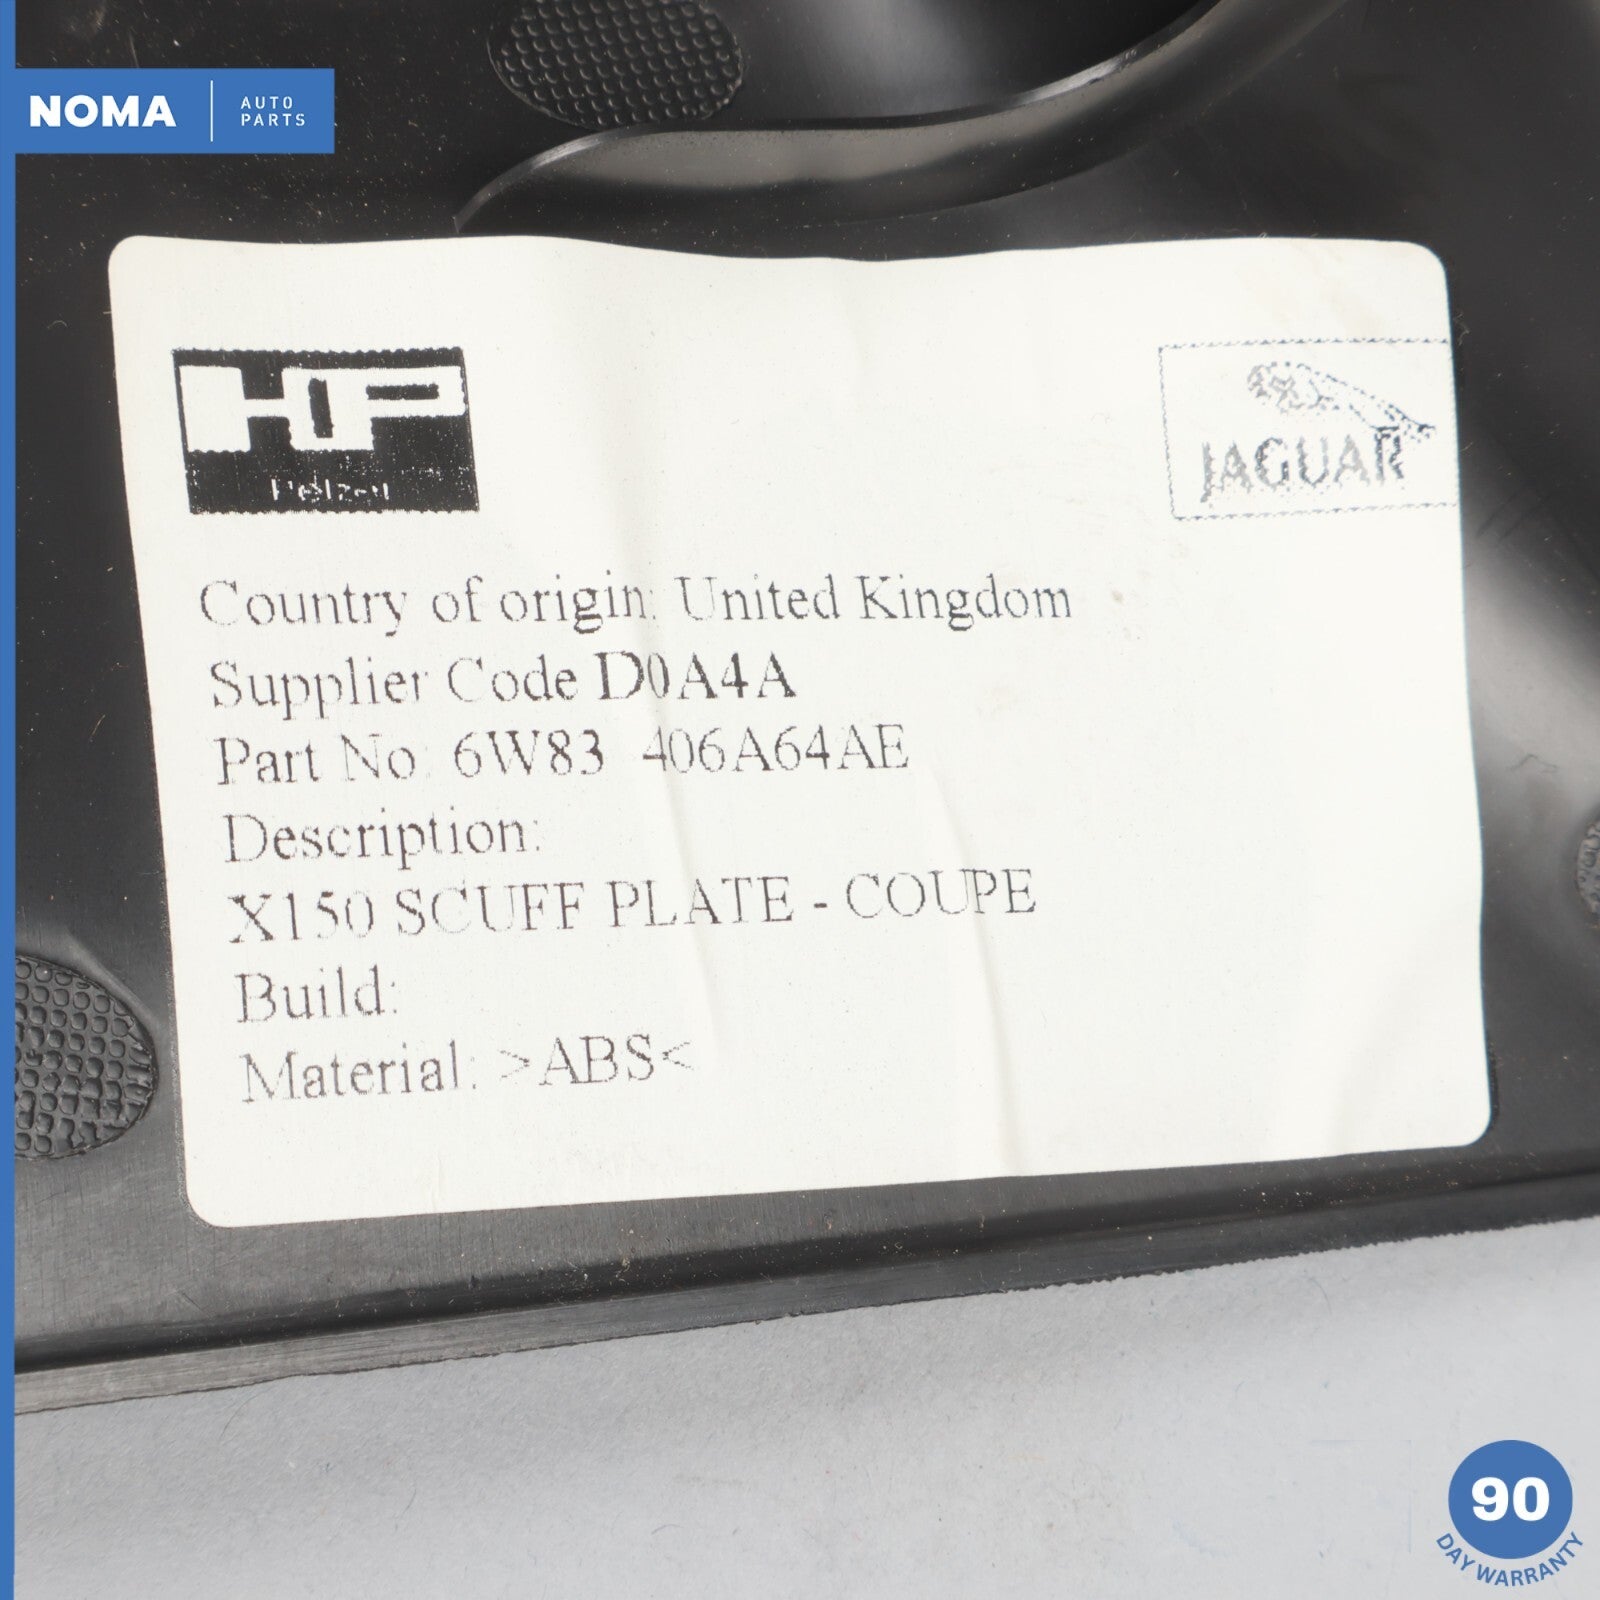 NOMA
AUTO
PARTS
HP
Pelzer
JAGUAR
Country of origin: United Kingdom
Supplier Code D0A4A
Part No: 6W83 406A64AE
Description:
X150 SCUFF PLATE - COUPE
Build:
Material: >ABS<
90
DAY WARRANTY